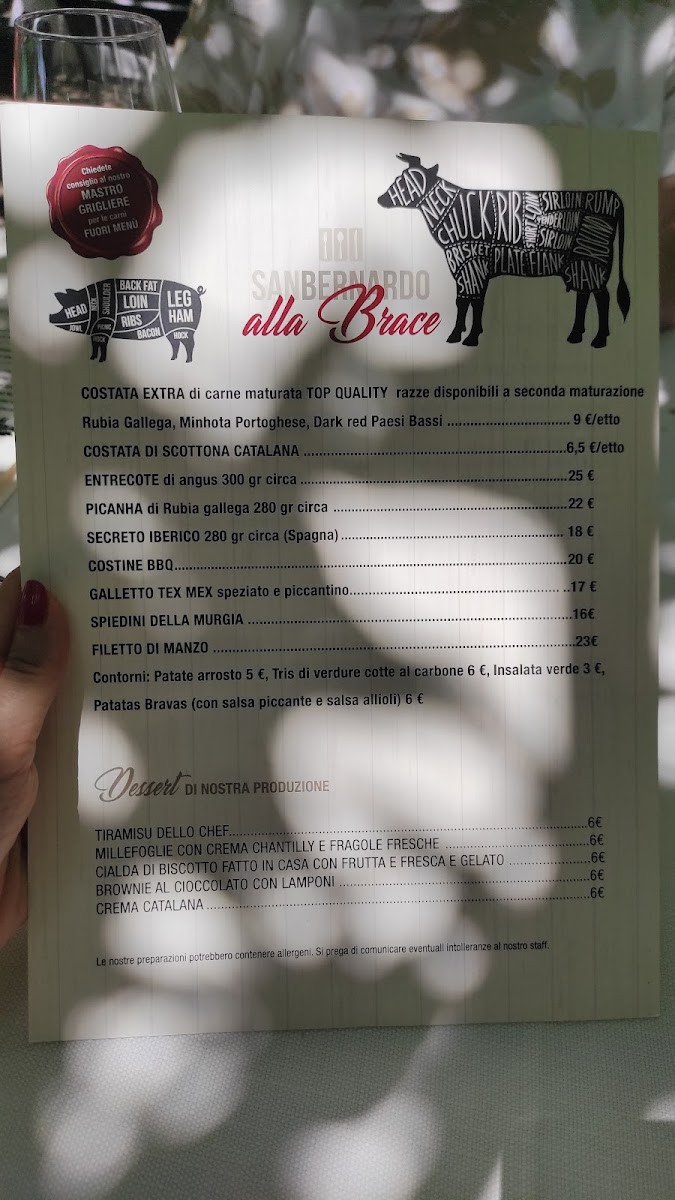 Chiedete
consiglio al nostro
MASTRO
GRIGLIERE
per le carni
FUORI MENÙ
HEAD
NECK
CHUCK
RIB
SIRLOIN
RUMP
SIRLOIN
ROUND
BRISKET
SHANK
PLATE
FLANK
SHANK
HEAD
JOWL
NECK
SHOULDER
PICNIC
HOCK
BACK FAT
LOIN
RIBS
BACON
LEG
HAM
HOCK
SANBERNARDO
alla Brace
COSTATA EXTRA di carne maturata TOP QUALITY razze disponibili a seconda maturazione
Rubia Gallega, Minhota Portoghese, Dark red Paesi Bassi .............................. 9 €/etto
COSTATA DI SCOTTONA CATALANA ................................................................6,5 €/etto
ENTRECOTE di angus 300 gr circa .................................................................25 €
PICANHA di Rubia gallega 280 gr circa .........................................................22 €
SECRETO IBERICO 280 gr circa (Spagna)...................................................... 18 €
COSTINE BBQ...............................................................................................20 €
GALLETTO TEX MEX speziato e piccantino................................................... ..17 €
SPIEDINI DELLA MURGIA ...............................................................................16€
FILETTO DI MANZO .......................................................................................23€
Contorni: Patate arrosto 5 €, Tris di verdure cotte al carbone 6 €, Insalata verde 3 €,
Patatas Bravas (con salsa piccante e salsa allioli) 6 €
Dessert DI NOSTRA PRODUZIONE
TIRAMISU DELLO CHEF.......................................................................................6€
MILLEFOGLIE CON CREMA CHANTILLY E FRAGOLE FRESCHE ...................................6€
CIALDA DI BISCOTTO FATTO IN CASA CON FRUTTA E FRESCA E GELATO ....................6€
BROWNIE AL CIOCCOLATO CON LAMPONI .............................................................6€
CREMA CATALANA ..............................................................................................6€
Le nostre preparazioni potrebbero contenere allergeni. Si prega di comunicare eventuali intolleranze al nostro staff.